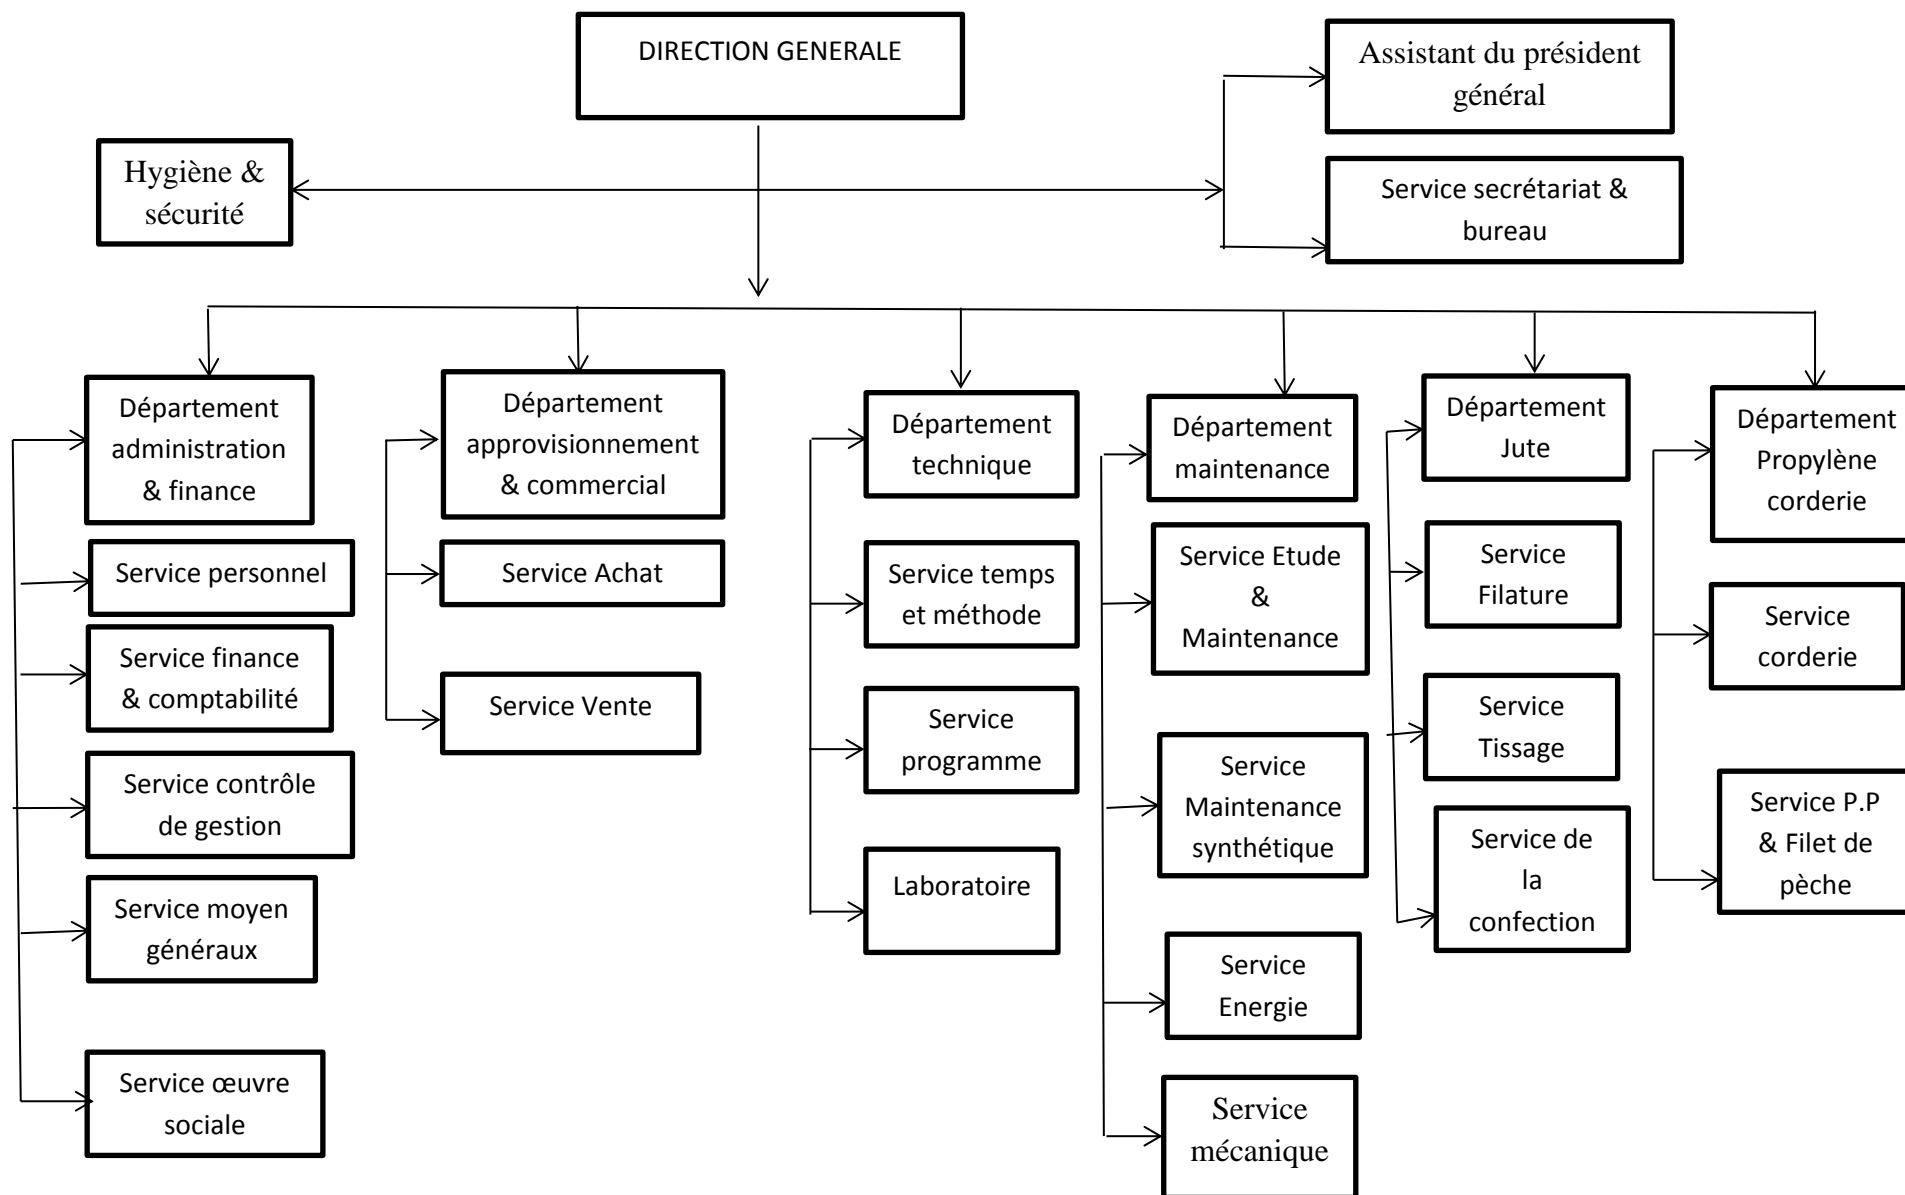 DIRECTION GENERALE
Assistant du président
général
Hygiène &
sécurité
Service secrétariat &
bureau
Département
administration
& finance
Service personnel
Service finance
& comptabilité
Service contrôle
de gestion
Service moyen
généraux
Service œuvre
sociale
Département
approvisionnement
& commercial
Service Achat
Service Vente
Département
technique
Service temps
et méthode
Service
programme
Laboratoire
Département
maintenance
Service Etude
&
Maintenance
Service
Maintenance
synthétique
Service
Energie
Service
mécanique
Département
Jute
Service
Filature
Service
Tissage
Service de
la
confection
Département
Propylène
corderie
Service
corderie
Service P.P
& Filet de
pèche